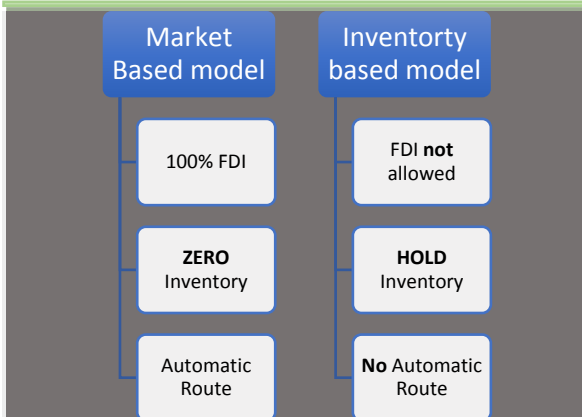 Market
Based model
100% FDI
ZERO
Inventory
Automatic
Route
Inventorty
based model
FDI not
allowed
HOLD
Inventory
No Automatic
Route